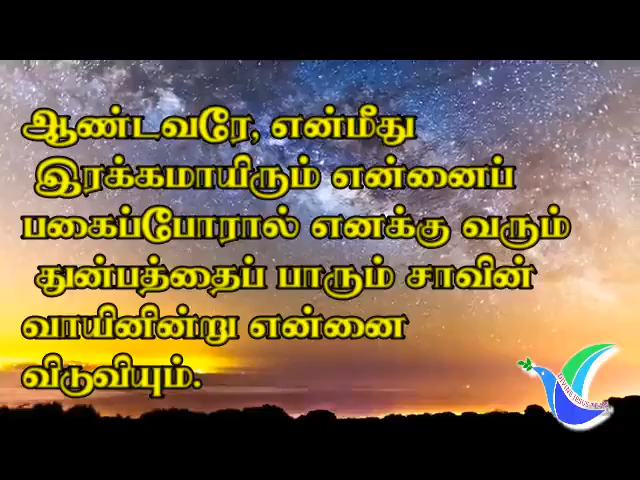 ஆண்டவரே, என்மீது
இரக்கமாயிரும் என்னைப்
பகைப்போரால் எனக்கு வரும்
துன்பத்தைப் பாரும் சாவின்
வாயினின்று என்னை
விடுவியும்.